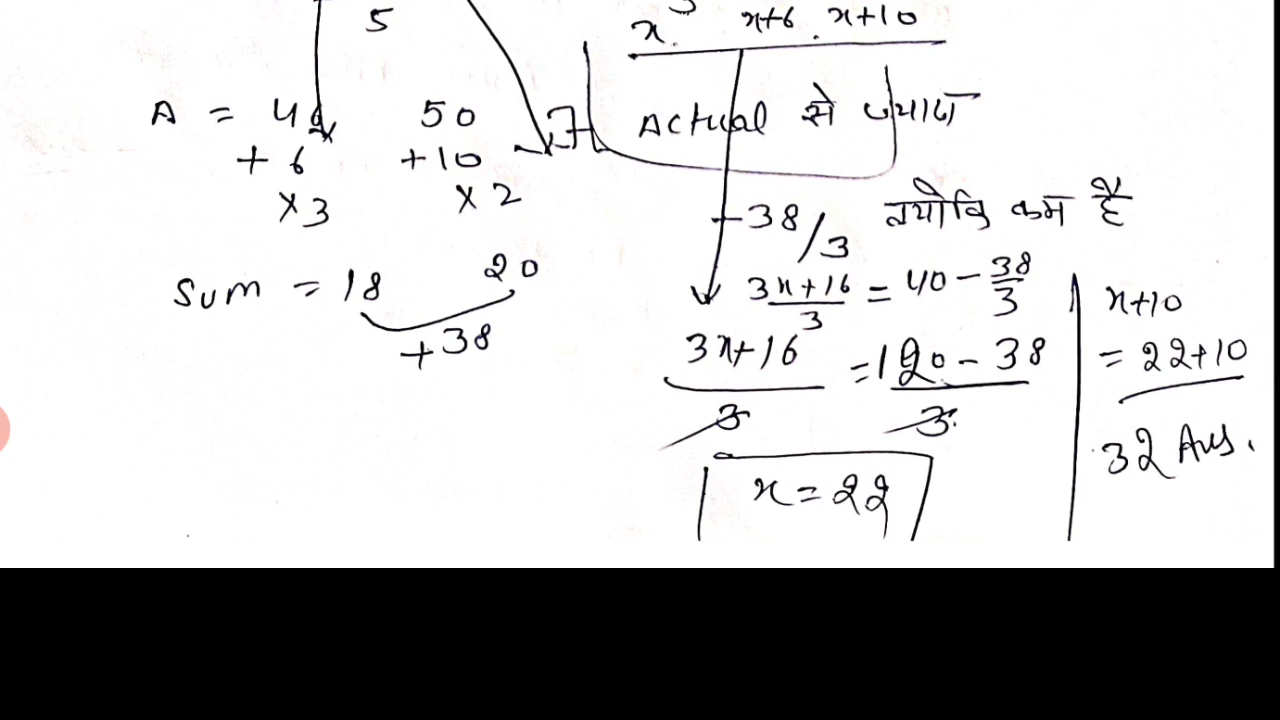 5
x. x+6 . x+10
A = 46 50 Actual से ज्यादा
+ 6 + 10
×3 ×2
- 38/3 क्योकि कम है
Sum = 18 20
+38
3x+16/3 = 40 - 38/3
3x+16/3 = 120 - 38/3
x = 22
x+10
= 22+10
32 Ans.